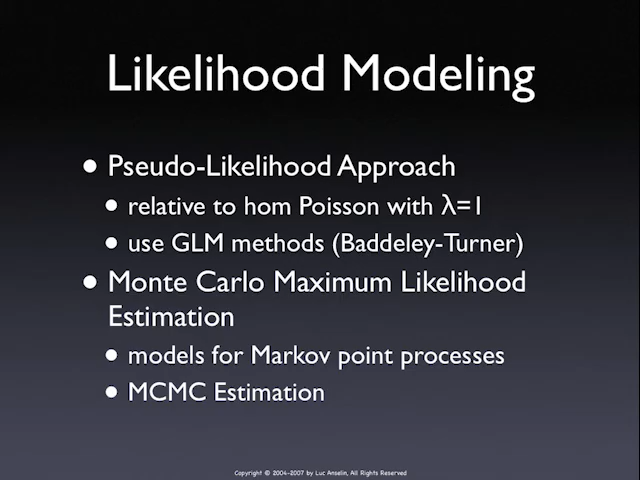 Likelihood Modeling
• Pseudo-Likelihood Approach
• relative to hom Poisson with λ=1
• use GLM methods (Baddeley-Turner)
• Monte Carlo Maximum Likelihood
Estimation
• models for Markov point processes
• MCMC Estimation
Copyright © 2004-2007 by Luc Anselin, All Rights Reserved